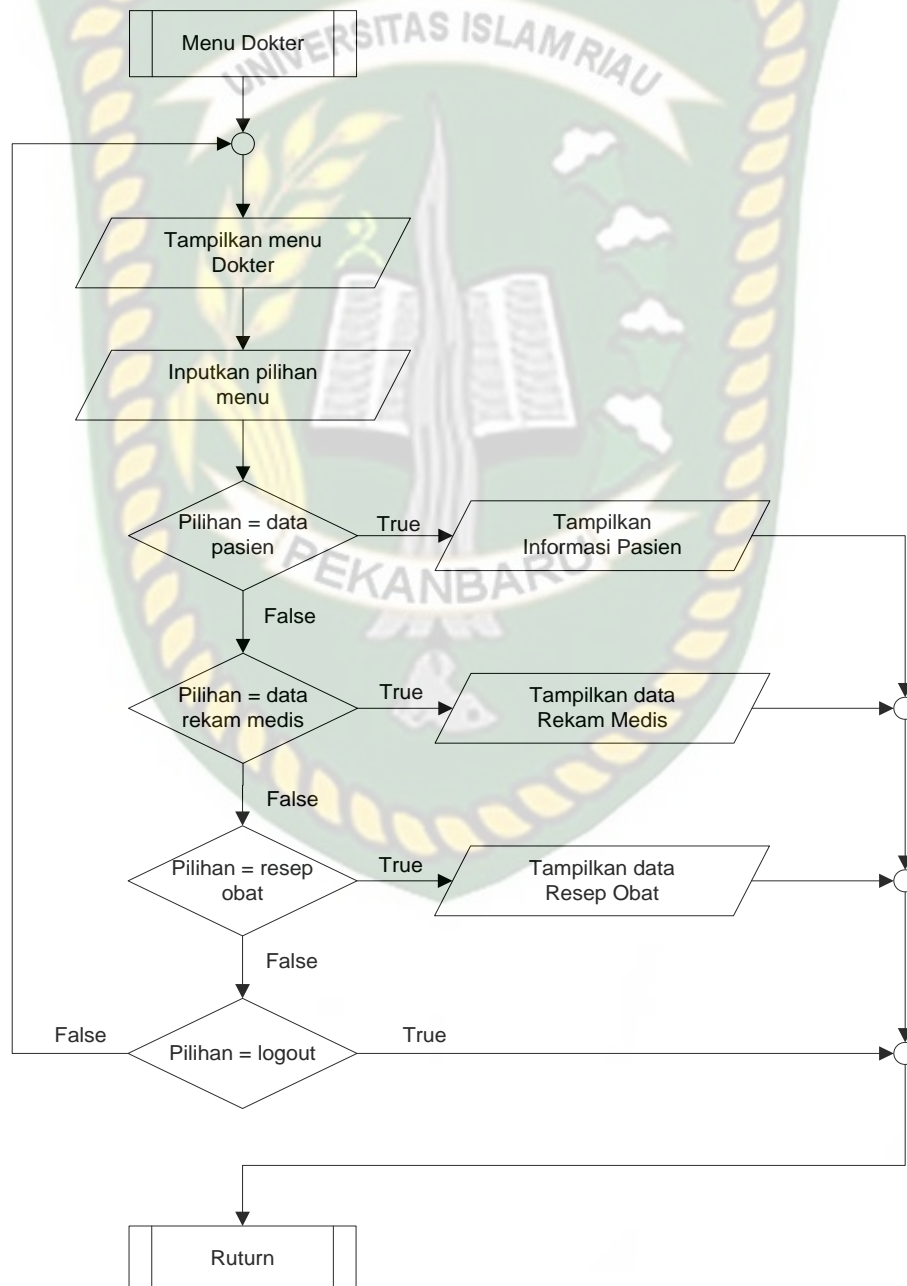 Menu Dokter
UNIVERSITAS ISLAM RIAU
Tampilkan menu
Dokter
Inputkan pilihan
menu
Pilihan = data
pasien
True
Tampilkan
Informasi Pasien
PEKANBARU
False
Pilihan = data
rekam medis
True
Tampilkan data
Rekam Medis
False
Pilihan = resep
obat
True
Tampilkan data
Resep Obat
False
False
Pilihan = logout
True
Ruturn